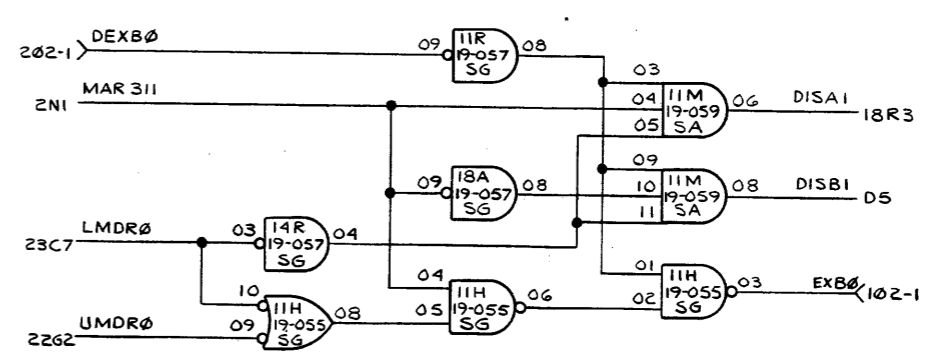 202-1 DEXBØ 09 11R 19-057 SG 08
2N1 MAR 311
03 04 05 11M 19-059 SA 06 DISA1 18R3
09 18A 19-057 SG 08
09 10 11 11M 19-059 SA 08 DISB1 D5
23C7 LMDRØ 03 14R 19-057 SG 04
10 09 11H 19-055 SG 08
22G2 UMDRØ
04 05 11H 19-055 SG 06
01 02 11H 19-055 SG 03 EXBØ 102-1